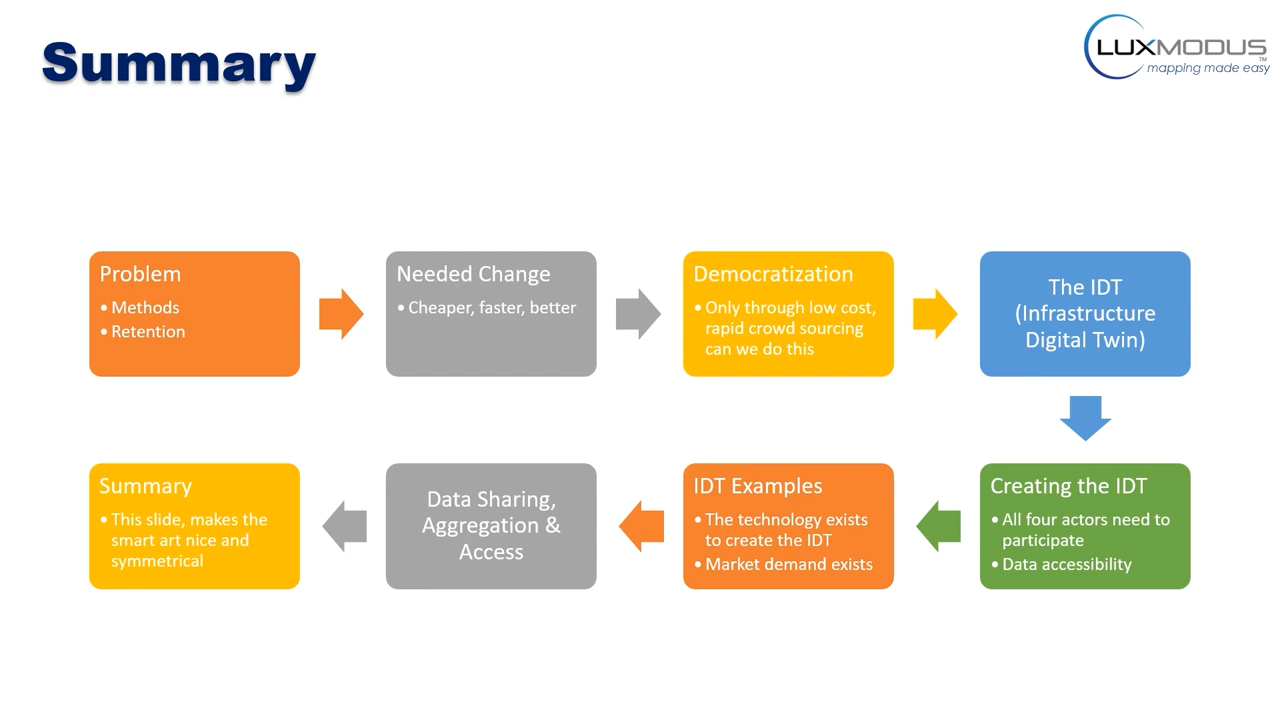 Summary
LUXMODUS
TM
mapping made easy
Problem
• Methods
• Retention
Needed Change
• Cheaper, faster, better
Democratization
• Only through low cost,
rapid crowd sourcing
can we do this
The IDT
(Infrastructure
Digital Twin)
Creating the IDT
• All four actors need to
participate
• Data accessibility
IDT Examples
• The technology exists
to create the IDT
• Market demand exists
Data Sharing,
Aggregation &
Access
Summary
• This slide, makes the
smart art nice and
symmetrical